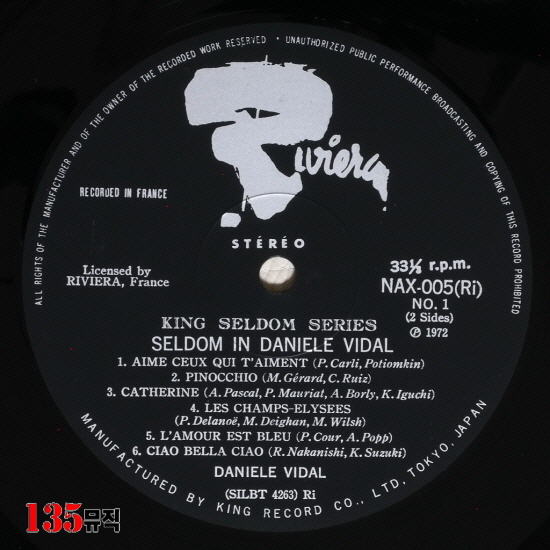 ALL RIGHTS OF THE MANUFACTURER AND OF THE OWNER OF THE RECORDED WORK RESERVED • UNAUTHORIZED PUBLIC PERFORMANCE BROADCASTING AND COPYING OF THIS RECORD PROHIBITED
Riviera
RECORDED IN FRANCE
STÉRÉO
Licensed by
RIVIERA, France
33⅓ r.p.m.
NAX-005(Ri)
NO. 1
(2 Sides)
℗ 1972
KING SELDOM SERIES
SELDOM IN DANIELE VIDAL
1. AIME CEUX QUI T'AIMENT (P. Carli, Potiomkin)
2. PINOCCHIO (M. Gérard, C. Ruiz)
3. CATHERINE (A. Pascal, P. Mauriat, A. Borly, K. Iguchi)
4. LES CHAMPS-ELYSEES
(P. Delanoë, M. Deighan, M. Wilsh)
5. L'AMOUR EST BLEU (P. Cour, A. Popp)
6. CIAO BELLA CIAO (R. Nakanishi, K. Suzuki)
DANIELE VIDAL
(SILBT 4263) Ri
MANUFACTURED BY KING RECORD CO., LTD. TOKYO, JAPAN
135뮤직